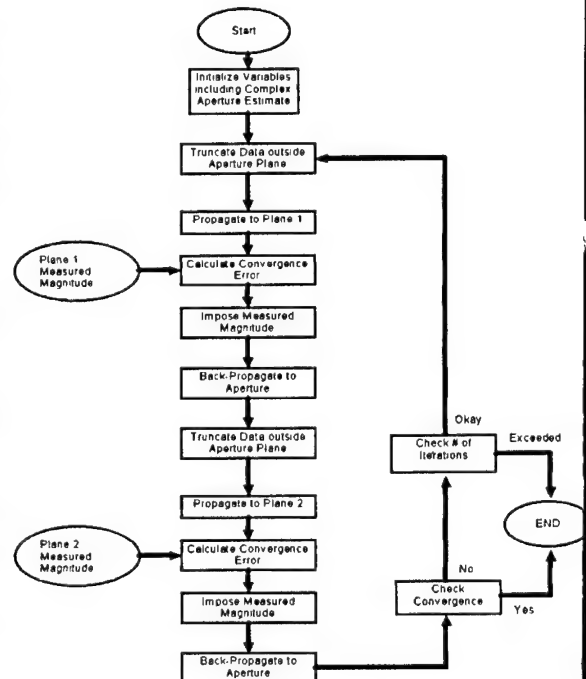 Start
Initialize Variables
including Complex
Aperture Estimate
Truncate Data outside
Aperture Plane
Propagate to Plane 1
Plane 1
Measured
Magnitude
Calculate Convergence
Error
Impose Measured
Magnitude
Back-Propagate to
Aperture
Truncate Data outside
Aperture Plane
Propagate to Plane 2
Plane 2
Measured
Magnitude
Calculate Convergence
Error
Impose Measured
Magnitude
Back-Propagate to
Aperture
Check
Convergence
No
Yes
Check # of
Iterations
Okay
Exceeded
END